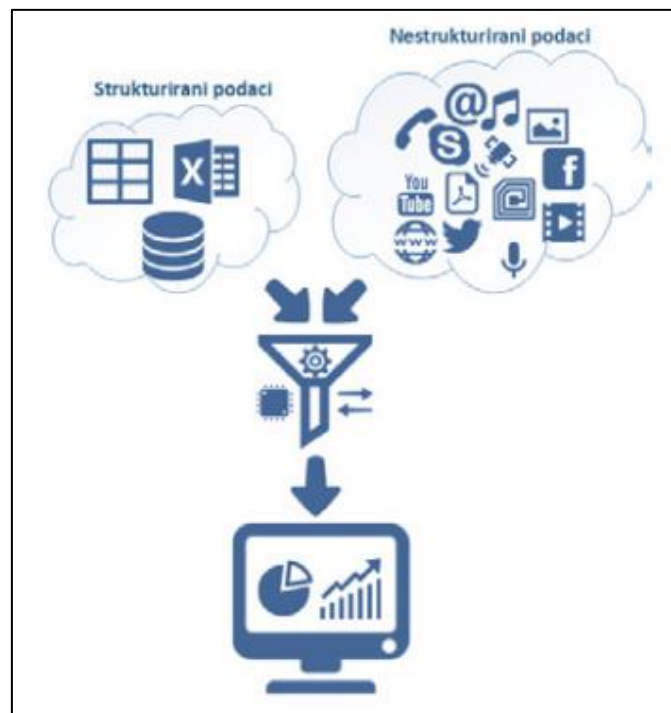 Nestrukturirani podaci
Strukturirani podaci
@
S
X
f
You
Tube
www